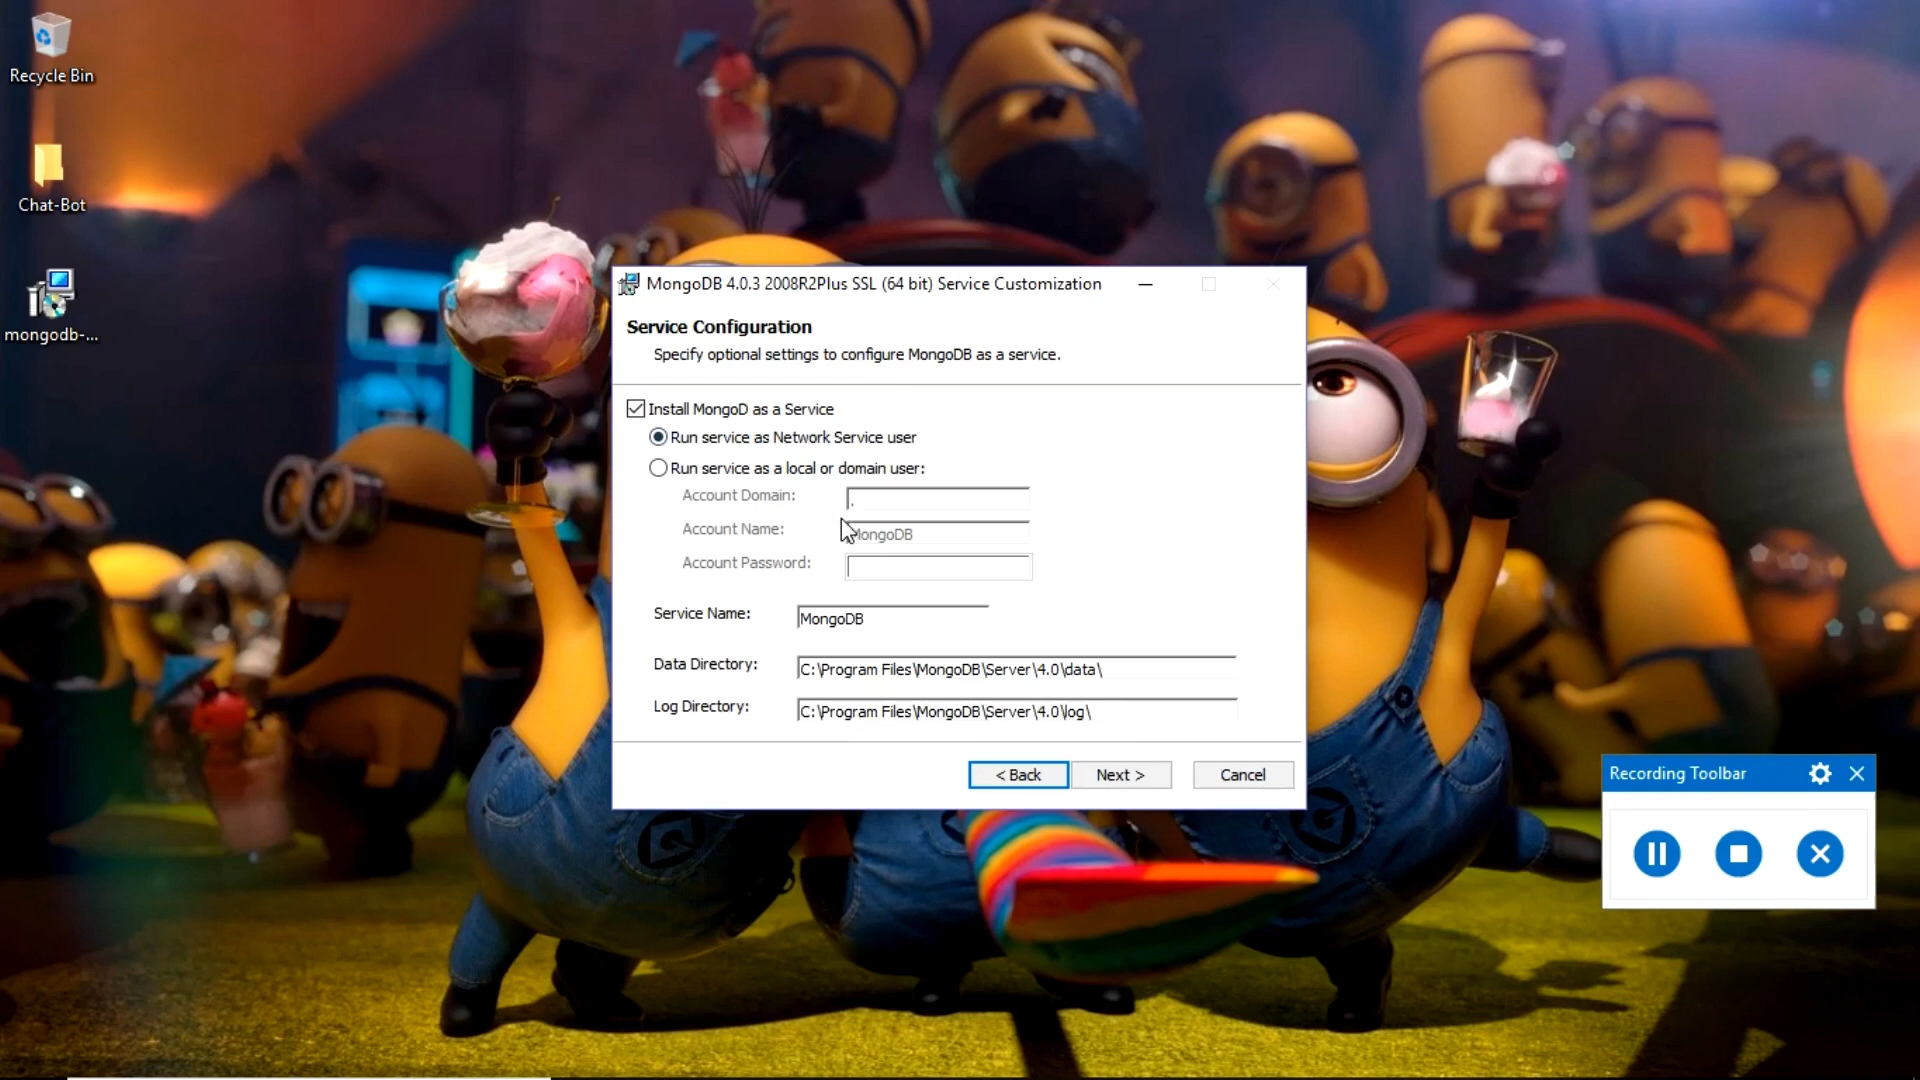 Recycle Bin
Chat-Bot
mongodb-...
MongoDB 4.0.3 2008R2Plus SSL (64 bit) Service Customization
Service Configuration
Specify optional settings to configure MongoDB as a service.
Install MongoD as a Service
Run service as Network Service user
Run service as a local or domain user:
Account Domain: .
Account Name: MongoDB
Account Password:
Service Name: MongoDB
Data Directory: C:\Program Files\MongoDB\Server\4.0\data\
Log Directory: C:\Program Files\MongoDB\Server\4.0\log\
< Back Next > Cancel
Recording Toolbar